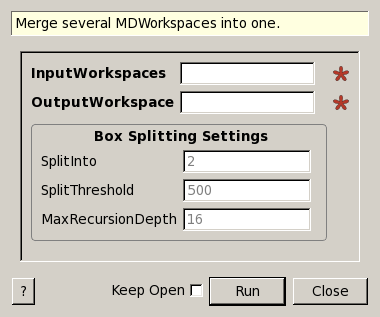 Merge several MDWorkspaces into one.
InputWorkspaces
OutputWorkspace
Box Splitting Settings
SplitInto 2
SplitThreshold 500
MaxRecursionDepth 16
? Keep Open Run Close